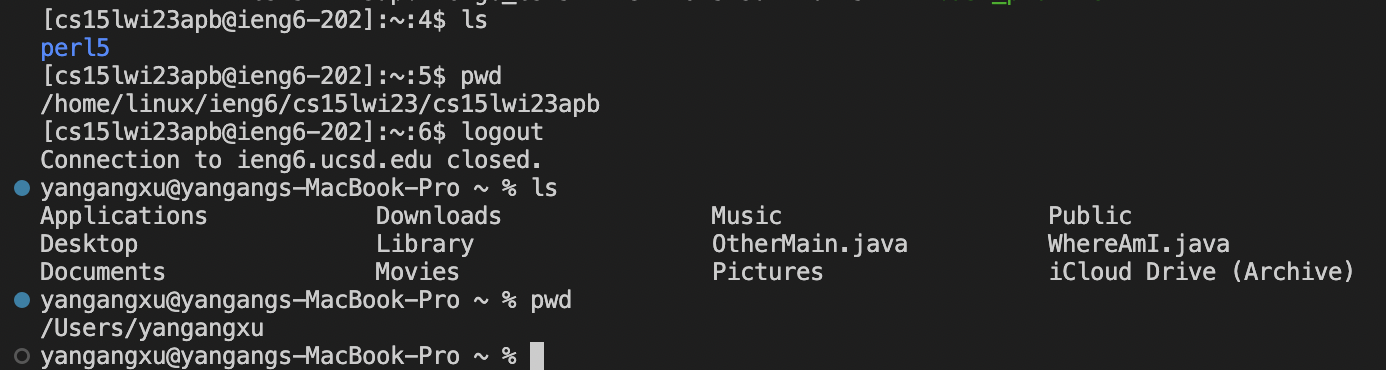 [cs15lwi23apb@ieng6-202]:~:4$ ls
perl5
[cs15lwi23apb@ieng6-202]:~:5$ pwd
/home/linux/ieng6/cs15lwi23/cs15lwi23apb
[cs15lwi23apb@ieng6-202]:~:6$ logout
Connection to ieng6.ucsd.edu closed.
yangangxu@yangangs-MacBook-Pro ~ % ls
Applications Downloads Music Public
Desktop Library OtherMain.java WhereAmI.java
Documents Movies Pictures iCloud Drive (Archive)
yangangxu@yangangs-MacBook-Pro ~ % pwd
/Users/yangangxu
yangangxu@yangangs-MacBook-Pro ~ %